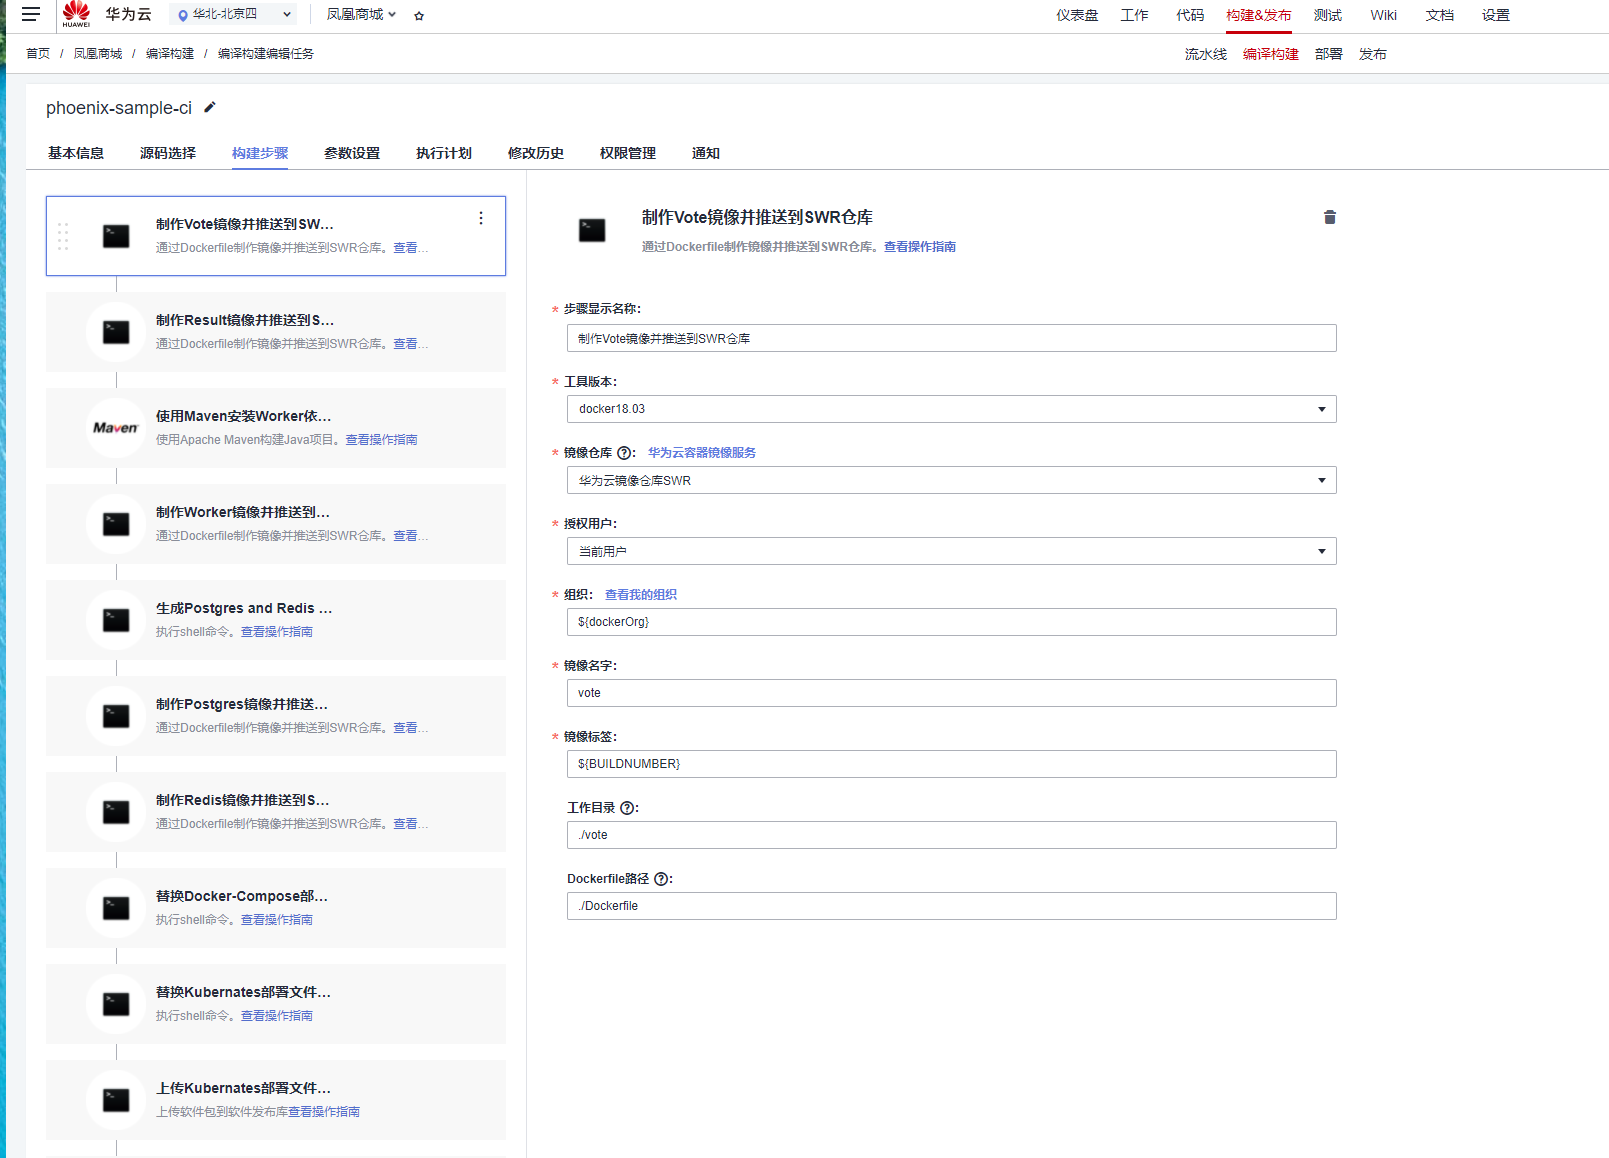 HUAWEI
华为云
华北-北京四
凤凰商城
仪表盘
工作
代码
构建&发布
测试
Wiki
文档
设置
首页 / 凤凰商城 / 编译构建 / 编译构建编辑任务
流水线
编译构建
部署
发布
phoenix-sample-ci
基本信息
源码选择
构建步骤
参数设置
执行计划
修改历史
权限管理
通知
制作Vote镜像并推送到SW...
通过Dockerfile制作镜像并推送到SWR仓库。查看...
制作Result镜像并推送到S...
通过Dockerfile制作镜像并推送到SWR仓库。查看...
Maven
使用Maven安装Worker依...
使用Apache Maven构建Java项目。查看操作指南
制作Worker镜像并推送到...
通过Dockerfile制作镜像并推送到SWR仓库。查看...
生成Postgres and Redis ...
执行shell命令。查看操作指南
制作Postgres镜像并推送...
通过Dockerfile制作镜像并推送到SWR仓库。查看...
制作Redis镜像并推送到S...
通过Dockerfile制作镜像并推送到SWR仓库。查看...
替换Docker-Compose部...
执行shell命令。查看操作指南
替换Kubernates部署文件...
执行shell命令。查看操作指南
上传Kubernates部署文件...
上传软件包到软件发布库查看操作指南
制作Vote镜像并推送到SWR仓库
通过Dockerfile制作镜像并推送到SWR仓库。查看操作指南
* 步骤显示名称:
制作Vote镜像并推送到SWR仓库
* 工具版本:
docker18.03
* 镜像仓库 ?: 华为云容器镜像服务
华为云镜像仓库SWR
* 授权用户:
当前用户
* 组织: 查看我的组织
${dockerOrg}
* 镜像名字:
vote
* 镜像标签:
${BUILDNUMBER}
工作目录 ?:
./vote
Dockerfile路径 ?:
./Dockerfile